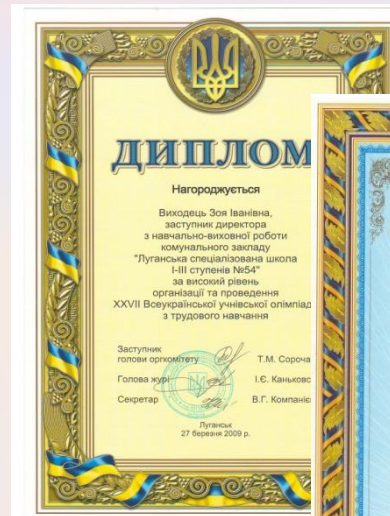 ДИПЛОМ
Нагороджується
Виходець Зоя Іванівна,
заступник директора
з навчально-виховної роботи
комунального закладу
"Луганська спеціалізована школа
І-ІІІ ступенів №54"
за високий рівень
організації та проведення
XXVII Всеукраїнської учнівської олімпіад
з трудового навчання
Заступник
голови оргкомітету
Т.М. Сороча
Голова журі
І.Є. Каньковс
Секретар
В.Г. Компаніє
Луганськ
27 березня 2009 р.